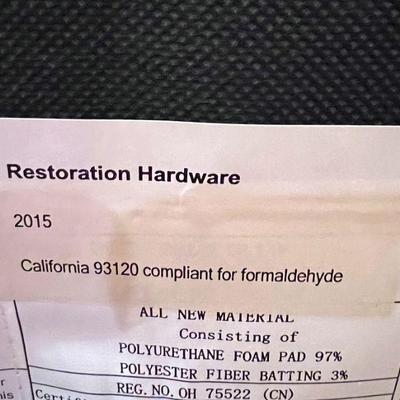 Restoration Hardware
2015
California 93120 compliant for formaldehyde
ALL NEW MATERIAL
Consisting of
POLYURETHANE FOAM PAD 97%
POLYESTER FIBER BATTING 3%
REG. NO. OH 75522 (CN)